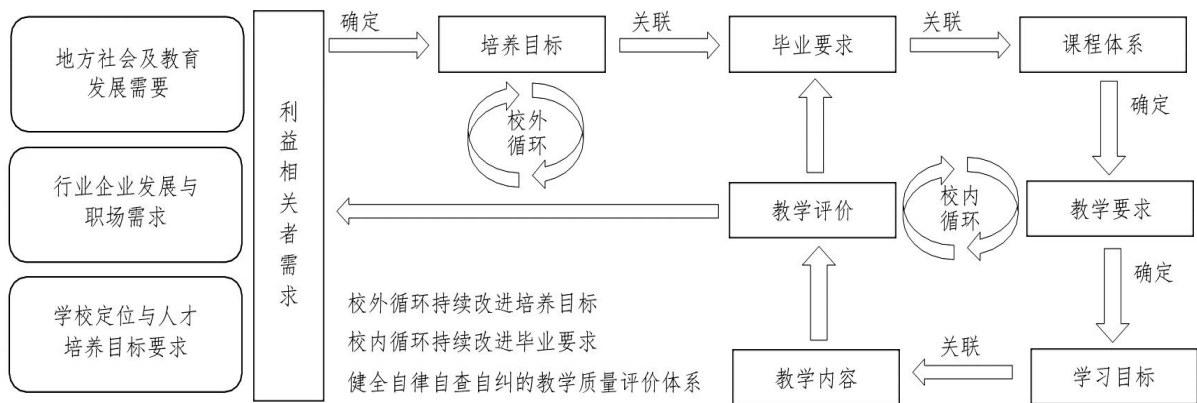 地方社会及教育
发展需要
行业企业发展与
职场需求
学校定位与人才
培养目标要求
利益相关者需求
确定
培养目标
关联
毕业要求
关联
课程体系
校外
循环
确定
教学评价
校内
循环
教学要求
确定
校外循环持续改进培养目标
校内循环持续改进毕业要求
健全自律自查自纠的教学质量评价体系
教学内容
关联
学习目标